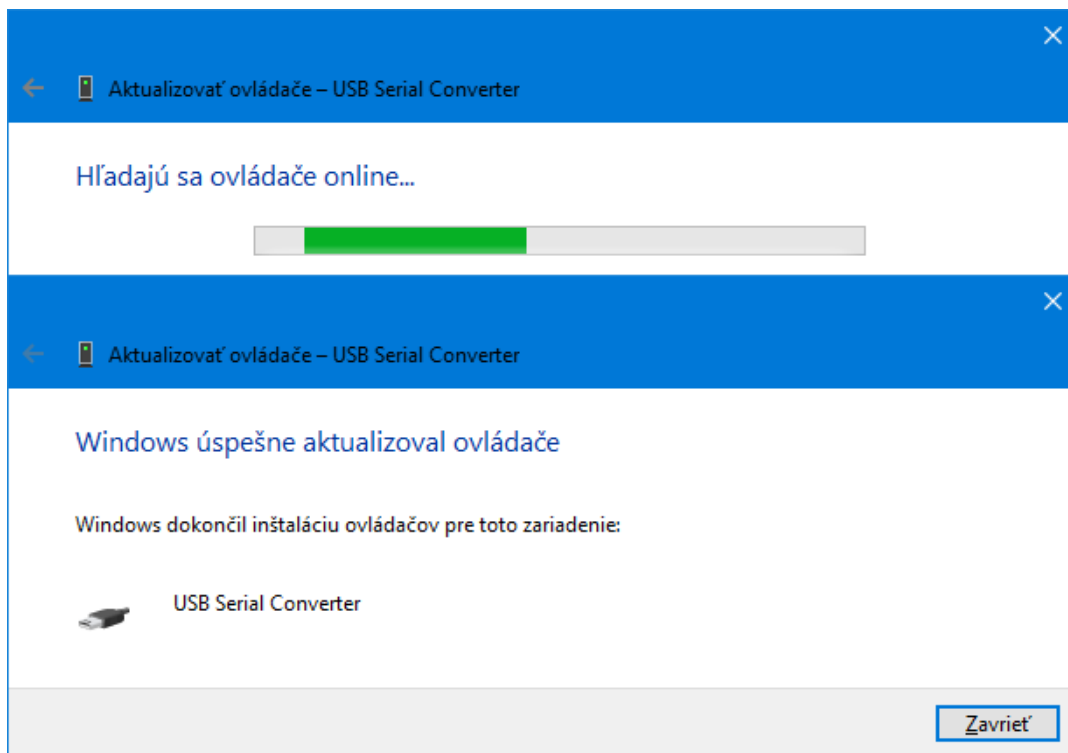 Aktualizovať ovládače – USB Serial Converter
Hľadajú sa ovládače online...
Aktualizovať ovládače – USB Serial Converter
Windows úspešne aktualizoval ovládače
Windows dokončil inštaláciu ovládačov pre toto zariadenie:
USB Serial Converter
Zavrieť